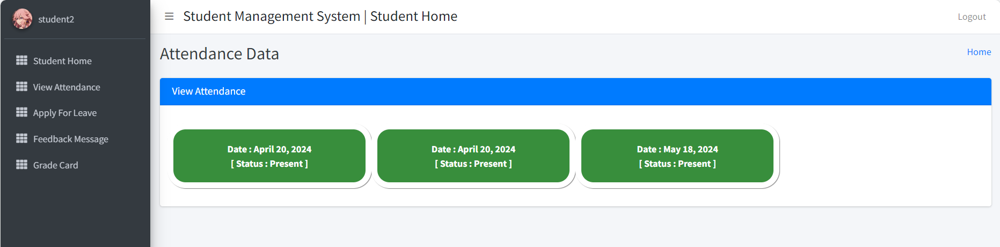 student2
Student Home
View Attendance
Apply For Leave
Feedback Message
Grade Card
Student Management System | Student Home
Logout
Attendance Data
Home
View Attendance
Date : April 20, 2024
[ Status : Present ]
Date : April 20, 2024
[ Status : Present ]
Date : May 18, 2024
[ Status : Present ]